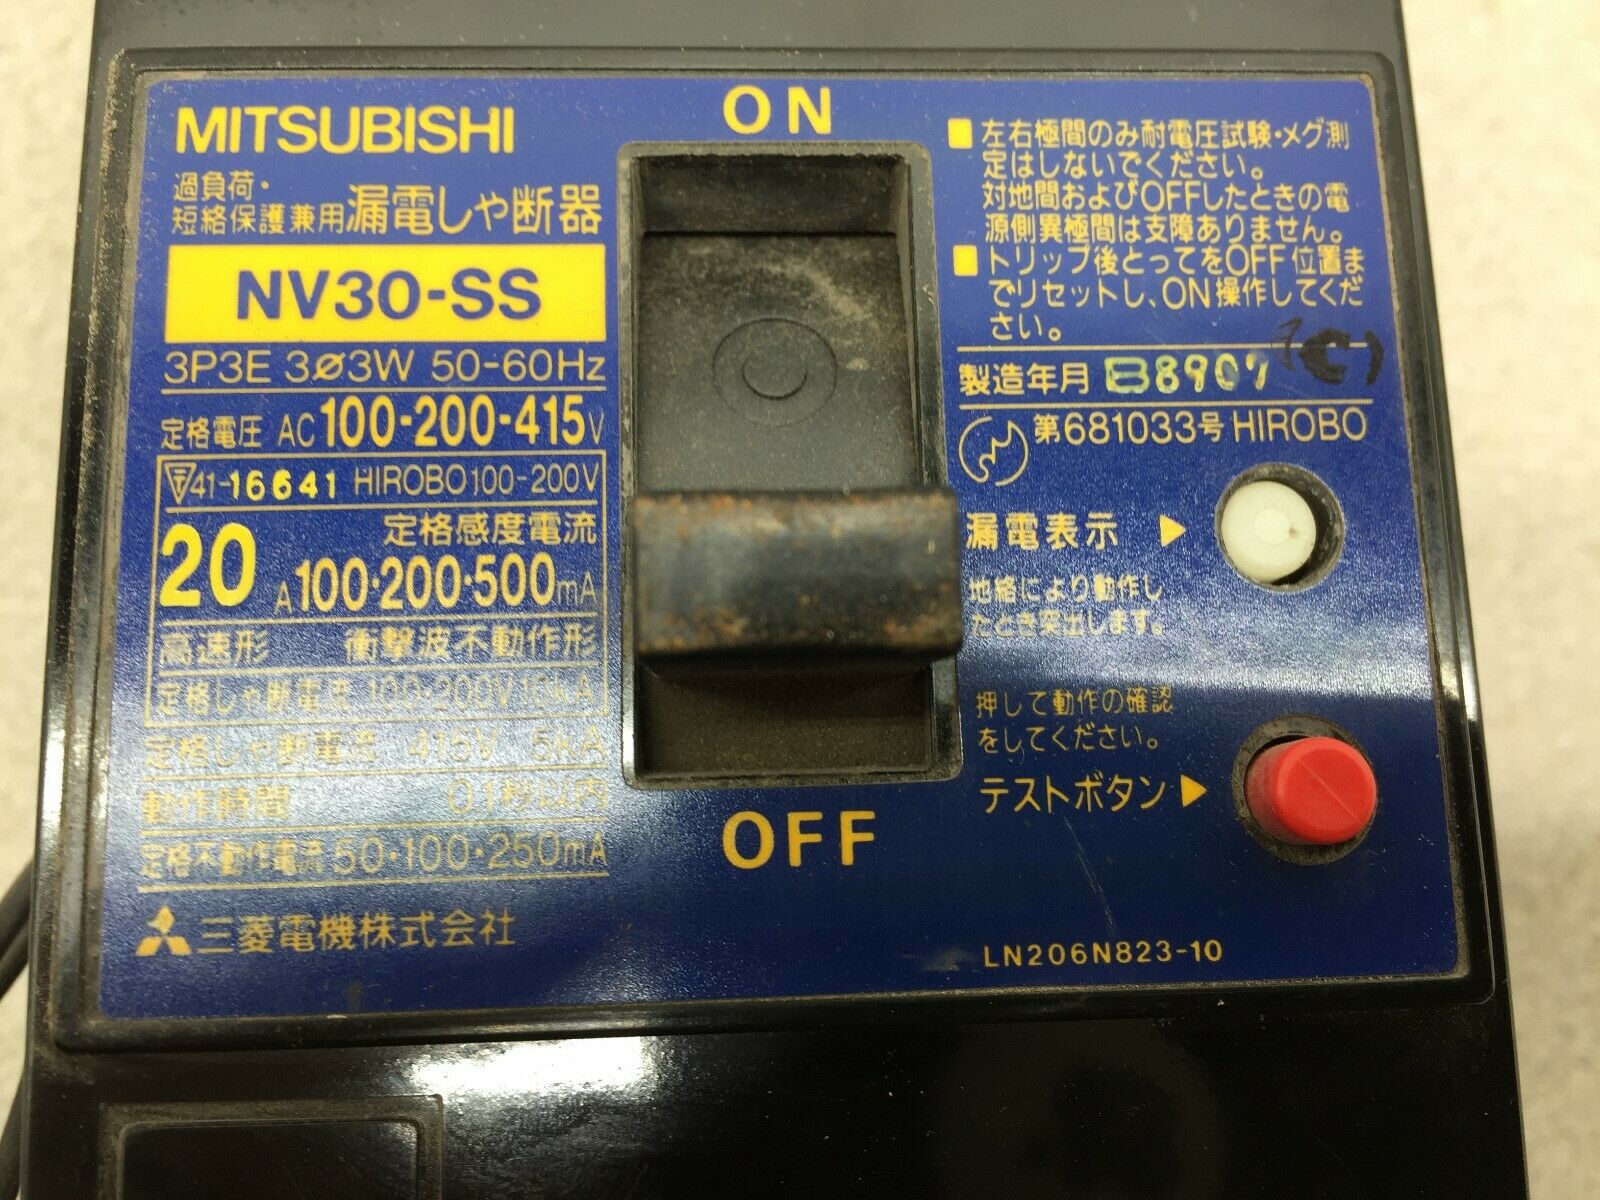 MITSUBISHI
過負荷・
短絡保護兼用漏電しゃ断器
NV30-SS
3P3E 3ø3W 50-60Hz
定格電圧 AC100-200-415V
41-16641 HIROBO 100-200V
定格感度電流
20A 100・200・500mA
高速形 衝撃波不動作形
定格しゃ断電流 100・200V 10kA
定格しゃ断電流 415V 5kA
動作時間 0.1秒以内
定格不動作電流 50・100・250mA
三菱電機株式会社
ON
OFF
■左右極間のみ耐電圧試験・メグ測
定はしないでください。
対地間およびOFFしたときの電
源側異極間は支障ありません。
■トリップ後とってをOFF位置ま
でリセットし、ON操作してくだ
さい。
製造年月 B8907
(C)
第681033号 HIROBO
漏電表示 ▶
地絡により動作し
たとき突出します。
押して動作の確認
をしてください。
テストボタン ▶
LN206N823-10